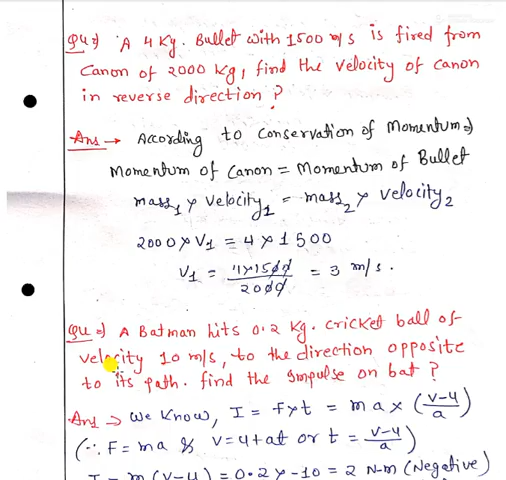 Qu⇒ A 4 Kg. Bullet with 1500 m/s is fired from
Canon of 2000 kg, find the velocity of canon
in reverse direction ?
Ans → According to Conservation of Momentum⇒
Momentum of Canon = Momentum of Bullet
mass₁ × velocity₁ = mass₂ × velocity₂
2000 × V₁ = 4 × 1500
V₁ = 4×1500/2000 = 3 m/s.
Qu ⇒ A Batman hits 0.2 Kg. cricket ball of
velocity 10 m/s, to the direction opposite
to its path. find the Impulse on bat ?
Ans → We Know, I = f×t = ma × (v-u/a)
(∵ F = ma & v = u+at or t = v-u/a)
I = m(v-u) = 0.2 × -10 = 2 N-m (Negative)